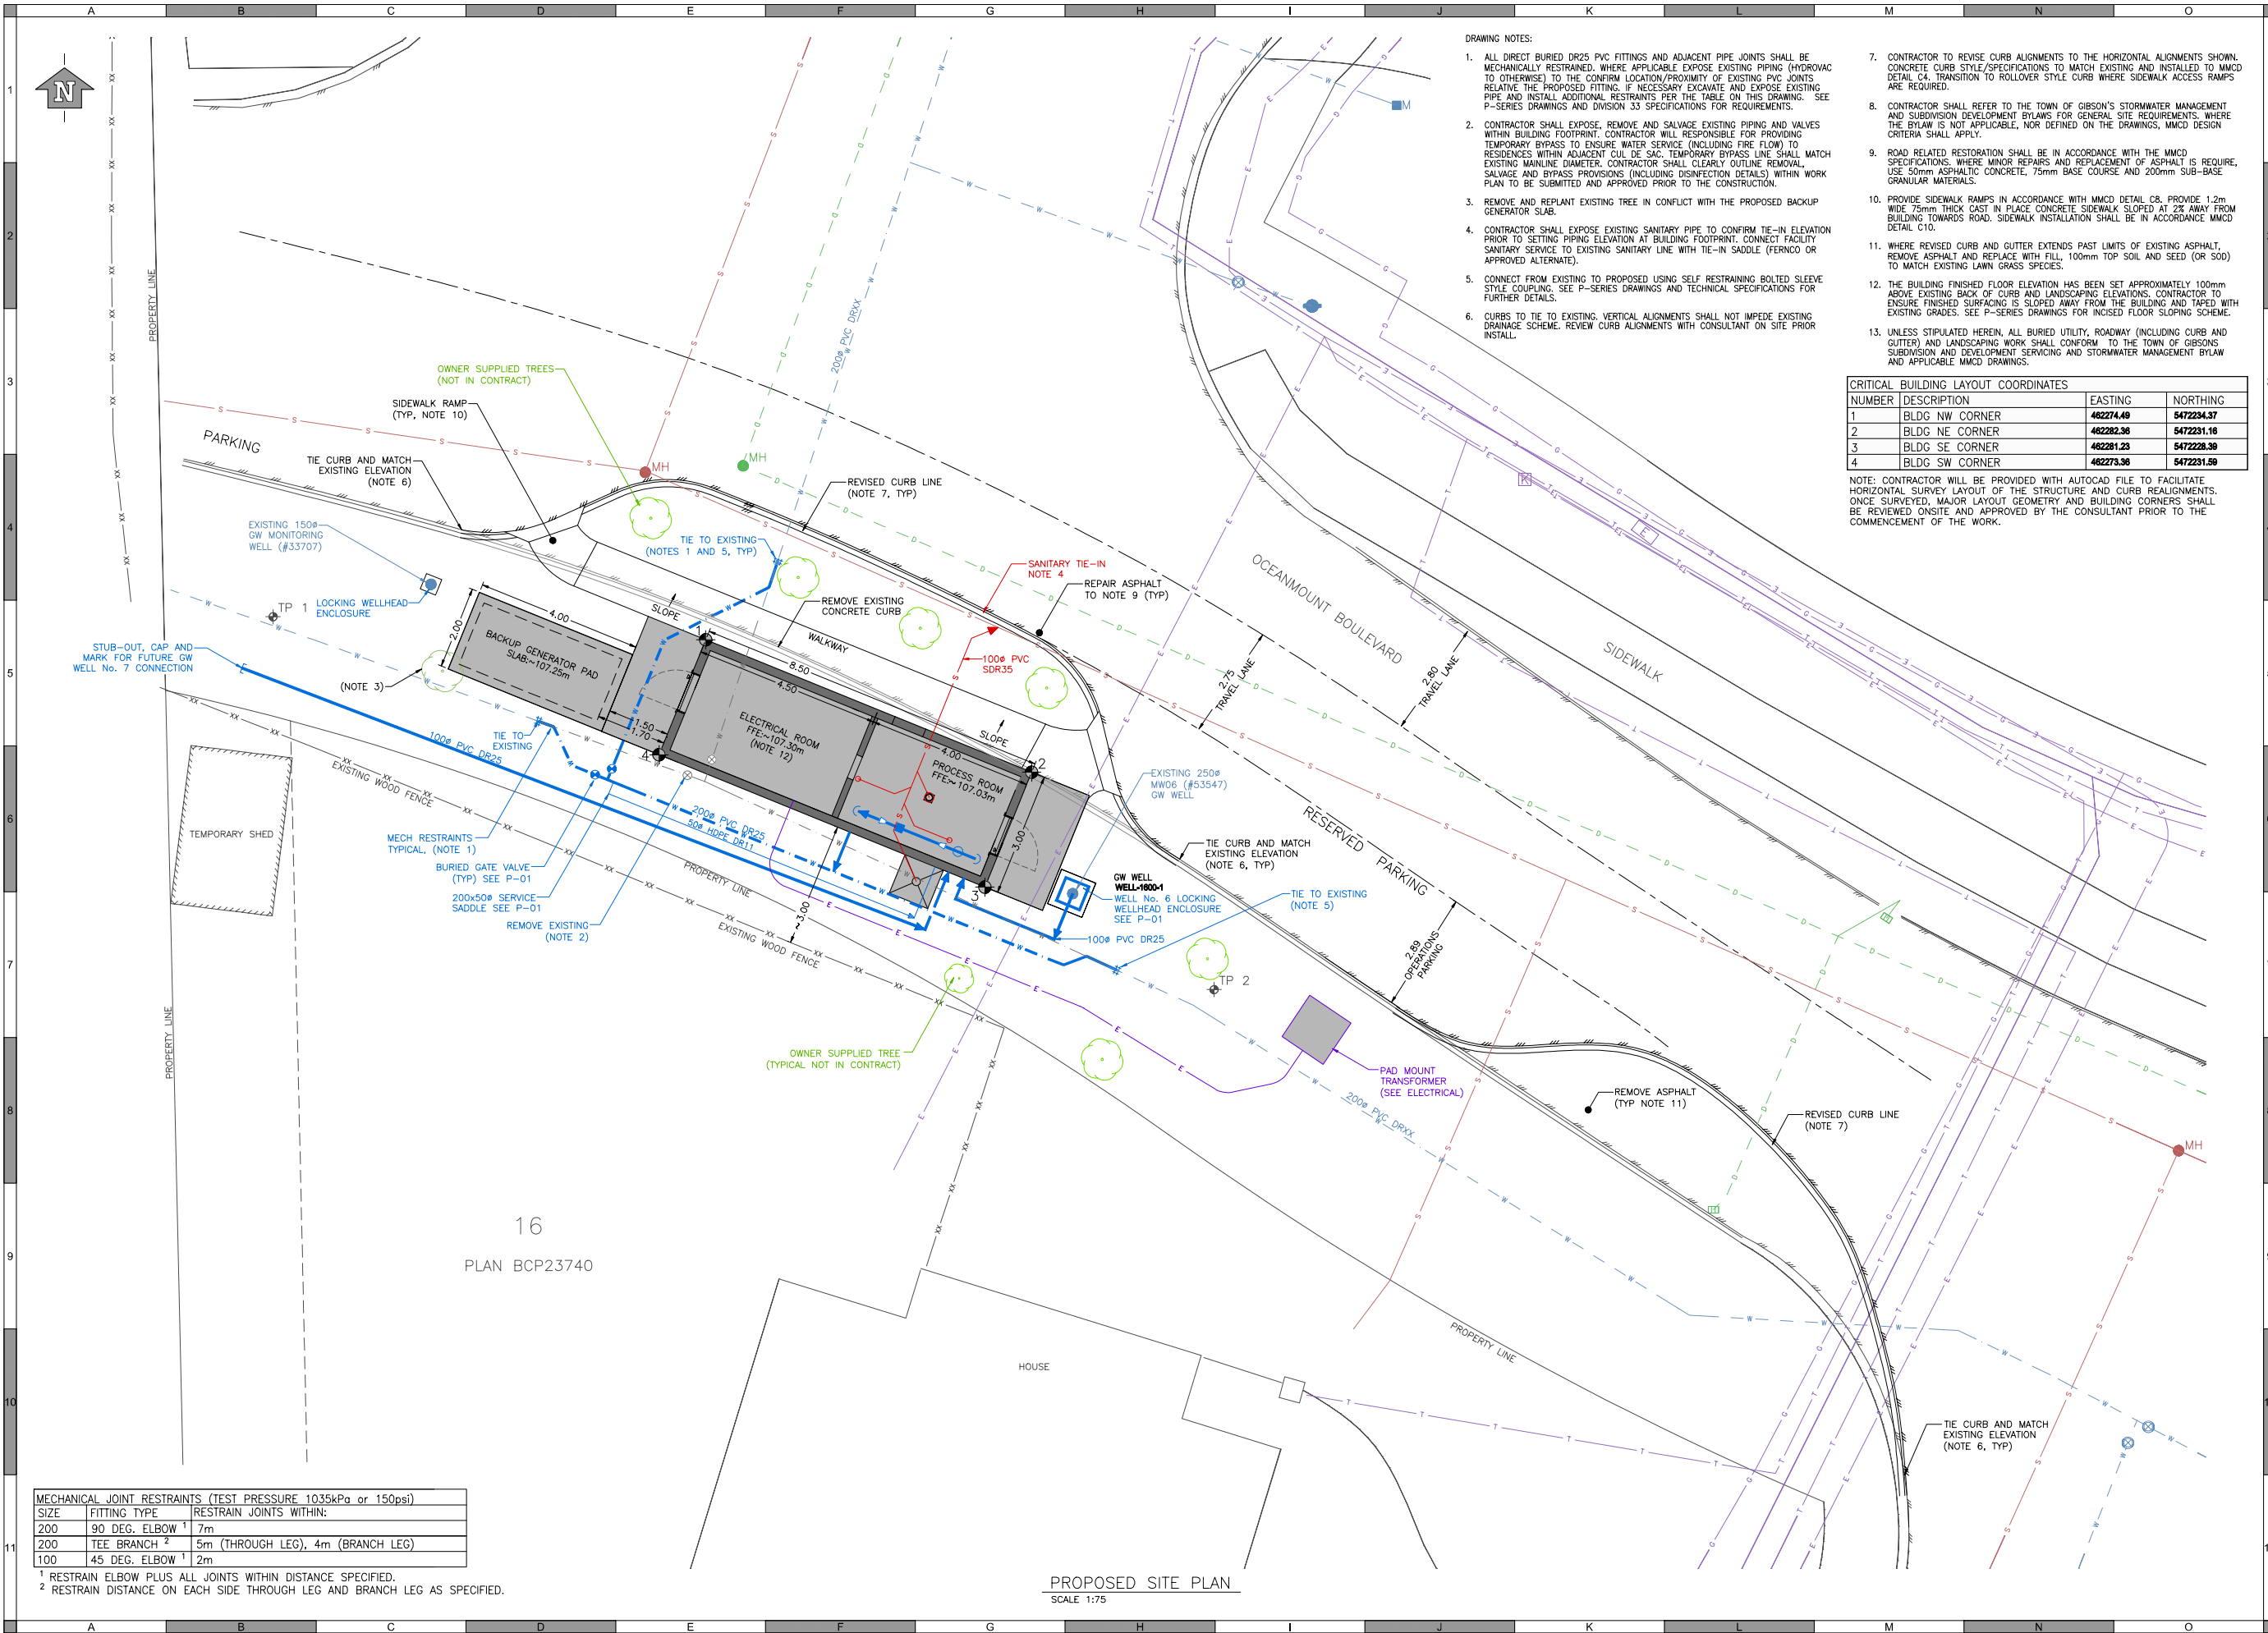 A B C D E F G H I J K L M N O
N
DRAWING NOTES:
1. ALL DIRECT BURIED DR25 PVC FITTINGS AND ADJACENT PIPE JOINTS SHALL BE
MECHANICALLY RESTRAINED. WHERE APPLICABLE EXPOSE EXISTING PIPING (HYDROVAC
TO OTHERWISE) TO THE CONFIRM LOCATION/PROXIMITY OF EXISTING PVC JOINTS
RELATIVE THE PROPOSED FITTING. IF NECESSARY EXCAVATE AND EXPOSE EXISTING
PIPE AND INSTALL ADDITIONAL RESTRAINTS PER THE TABLE ON THIS DRAWING. SEE
P-SERIES DRAWINGS AND DIVISION 33 SPECIFICATIONS FOR REQUIREMENTS.
2. CONTRACTOR SHALL EXPOSE, REMOVE AND SALVAGE EXISTING PIPING AND VALVES
WITHIN BUILDING FOOTPRINT. CONTRACTOR WILL RESPONSIBLE FOR PROVIDING
TEMPORARY BYPASS TO ENSURE WATER SERVICE (INCLUDING FIRE FLOW) TO
RESIDENCES WITHIN ADJACENT CUL DE SAC. TEMPORARY BYPASS LINE SHALL MATCH
EXISTING MAINLINE DIAMETER. CONTRACTOR SHALL CLEARLY OUTLINE REMOVAL,
SALVAGE AND BYPASS PROVISIONS (INCLUDING DISINFECTION DETAILS) WITHIN WORK
PLAN TO BE SUBMITTED AND APPROVED PRIOR TO THE CONSTRUCTION.
3. REMOVE AND REPLANT EXISTING TREE IN CONFLICT WITH THE PROPOSED BACKUP
GENERATOR SLAB.
4. CONTRACTOR SHALL EXPOSE EXISTING SANITARY PIPE TO CONFIRM TIE-IN ELEVATION
PRIOR TO SETTING PIPING ELEVATION AT BUILDING FOOTPRINT. CONNECT FACILITY
SANITARY SERVICE TO EXISTING SANITARY LINE WITH TIE-IN SADDLE (FERNCO OR
APPROVED ALTERNATE).
5. CONNECT FROM EXISTING TO PROPOSED USING SELF RESTRAINING BOLTED SLEEVE
STYLE COUPLING. SEE P-SERIES DRAWINGS AND TECHNICAL SPECIFICATIONS FOR
FURTHER DETAILS.
6. CURBS TO TIE TO EXISTING. VERTICAL ALIGNMENTS SHALL NOT IMPEDE EXISTING
DRAINAGE SCHEME. REVIEW CURB ALIGNMENTS WITH CONSULTANT ON SITE PRIOR
INSTALL.
7. CONTRACTOR TO REVISE CURB ALIGNMENTS TO THE HORIZONTAL ALIGNMENTS SHOWN.
CONCRETE CURB STYLE/SPECIFICATIONS TO MATCH EXISTING AND INSTALLED TO MMCD
DETAIL C4. TRANSITION TO ROLLOVER STYLE CURB WHERE SIDEWALK ACCESS RAMPS
ARE REQUIRED.
8. CONTRACTOR SHALL REFER TO THE TOWN OF GIBSON'S STORMWATER MANAGEMENT
AND SUBDIVISION DEVELOPMENT BYLAWS FOR GENERAL SITE REQUIREMENTS. WHERE
THE BYLAW IS NOT APPLICABLE, NOR DEFINED ON THE DRAWINGS, MMCD DESIGN
CRITERIA SHALL APPLY.
9. ROAD RELATED RESTORATION SHALL BE IN ACCORDANCE WITH THE MMCD
SPECIFICATIONS. WHERE MINOR REPAIRS AND REPLACEMENT OF ASPHALT IS REQUIRE,
USE 50mm ASPHALTIC CONCRETE, 75mm BASE COURSE AND 200mm SUB-BASE
GRANULAR MATERIALS.
10. PROVIDE SIDEWALK RAMPS IN ACCORDANCE WITH MMCD DETAIL C8. PROVIDE 1.2m
WIDE 75mm THICK CAST IN PLACE CONCRETE SIDEWALK SLOPED AT 2% AWAY FROM
BUILDING TOWARDS ROAD. SIDEWALK INSTALLATION SHALL BE IN ACCORDANCE MMCD
DETAIL C10.
11. WHERE REVISED CURB AND GUTTER EXTENDS PAST LIMITS OF EXISTING ASPHALT,
REMOVE ASPHALT AND REPLACE WITH FILL, 100mm TOP SOIL AND SEED (OR SOD)
TO MATCH EXISTING LAWN GRASS SPECIES.
12. THE BUILDING FINISHED FLOOR ELEVATION HAS BEEN SET APPROXIMATELY 100mm
ABOVE EXISTING BACK OF CURB AND LANDSCAPING ELEVATIONS. CONTRACTOR TO
ENSURE FINISHED SURFACING IS SLOPED AWAY FROM THE BUILDING AND TAPED WITH
EXISTING GRADES. SEE P-SERIES DRAWINGS FOR INCISED FLOOR SLOPING SCHEME.
13. UNLESS STIPULATED HEREIN, ALL BURIED UTILITY, ROADWAY (INCLUDING CURB AND
GUTTER) AND LANDSCAPING WORK SHALL CONFORM TO THE TOWN OF GIBSONS
SUBDIVISION AND DEVELOPMENT SERVICING AND STORMWATER MANAGEMENT BYLAW
AND APPLICABLE MMCD DRAWINGS.
CRITICAL BUILDING LAYOUT COORDINATES
NUMBER DESCRIPTION EASTING NORTHING
1 BLDG NW CORNER 462274.49 5472234.37
2 BLDG NE CORNER 462282.36 5472231.16
3 BLDG SE CORNER 462281.23 5472228.39
4 BLDG SW CORNER 462273.36 5472231.59
NOTE: CONTRACTOR WILL BE PROVIDED WITH AUTOCAD FILE TO FACILITATE
HORIZONTAL SURVEY LAYOUT OF THE STRUCTURE AND CURB REALIGNMENTS.
ONCE SURVEYED, MAJOR LAYOUT GEOMETRY AND BUILDING CORNERS SHALL
BE REVIEWED ONSITE AND APPROVED BY THE CONSULTANT PRIOR TO THE
COMMENCEMENT OF THE WORK.
PROPERTY LINE
200ø PVC DRXX
OWNER SUPPLIED TREES
(NOT IN CONTRACT)
SIDEWALK RAMP
(TYP, NOTE 10)
PARKING
TIE CURB AND MATCH
EXISTING ELEVATION
(NOTE 6)
MH
MH
REVISED CURB LINE
(NOTE 7, TYP)
EXISTING 150ø
GW MONITORING
WELL (#33707)
TIE TO EXISTING
(NOTES 1 AND 5, TYP)
SANITARY TIE-IN
NOTE 4
REPAIR ASPHALT
TO NOTE 9 (TYP)
OCEANMOUNT BOULEVARD
SIDEWALK
K
E
M
TP 1
LOCKING WELLHEAD
ENCLOSURE
REMOVE EXISTING
CONCRETE CURB
SLOPE
WALKWAY
4.00
2.00
BACKUP GENERATOR PAD
SLAB:~107.25m
STUB-OUT, CAP AND
MARK FOR FUTURE GW
WELL No. 7 CONNECTION
(NOTE 3)
1
8.50
4.50
100ø PVC
SDR35
2.75
TRAVEL LANE
2.80
TRAVEL LANE
1.50
1.70
ELECTRICAL ROOM
FFE:~107.30m
(NOTE 12)
SLOPE
4.00
PROCESS ROOM
FFE:~107.03m
3.00
2
4
3
TIE TO
EXISTING
100ø PVC DR25
EXISTING WOOD FENCE
EXISTING 250ø
MW06 (#53547)
GW WELL
TEMPORARY SHED
MECH RESTRAINTS
TYPICAL, (NOTE 1)
200ø PVC DR25
50ø HDPE DR11
RESERVED PARKING
TIE CURB AND MATCH
EXISTING ELEVATION
(NOTE 6, TYP)
BURIED GATE VALVE
(TYP) SEE P-01
PROPERTY LINE
GW WELL
WELL-1600-1
WELL No. 6 LOCKING
WELLHEAD ENCLOSURE
SEE P-01
TIE TO EXISTING
(NOTE 5)
200x50ø SERVICE
SADDLE SEE P-01
~3.00
REMOVE EXISTING
(NOTE 2)
EXISTING WOOD FENCE
100ø PVC DR25
2.89
OPERATIONS
PARKING
TP 2
PROPERTY LINE
OWNER SUPPLIED TREE
(TYPICAL NOT IN CONTRACT)
PAD MOUNT
TRANSFORMER
(SEE ELECTRICAL)
200ø PVC DRXX
REMOVE ASPHALT
(TYP NOTE 11)
REVISED CURB LINE
(NOTE 7)
MH
16
PLAN BCP23740
HOUSE
PROPERTY LINE
TIE CURB AND MATCH
EXISTING ELEVATION
(NOTE 6, TYP)
MECHANICAL JOINT RESTRAINTS (TEST PRESSURE 1035kPa or 150psi)
SIZE FITTING TYPE RESTRAIN JOINTS WITHIN:
200 90 DEG. ELBOW 1 7m
200 TEE BRANCH 2 5m (THROUGH LEG), 4m (BRANCH LEG)
100 45 DEG. ELBOW 1 2m
1 RESTRAIN ELBOW PLUS ALL JOINTS WITHIN DISTANCE SPECIFIED.
2 RESTRAIN DISTANCE ON EACH SIDE THROUGH LEG AND BRANCH LEG AS SPECIFIED.
PROPOSED SITE PLAN
SCALE 1:75
1
2
3
4
5
6
7
8
9
10
11
A B C D E F G H I J K L M N O